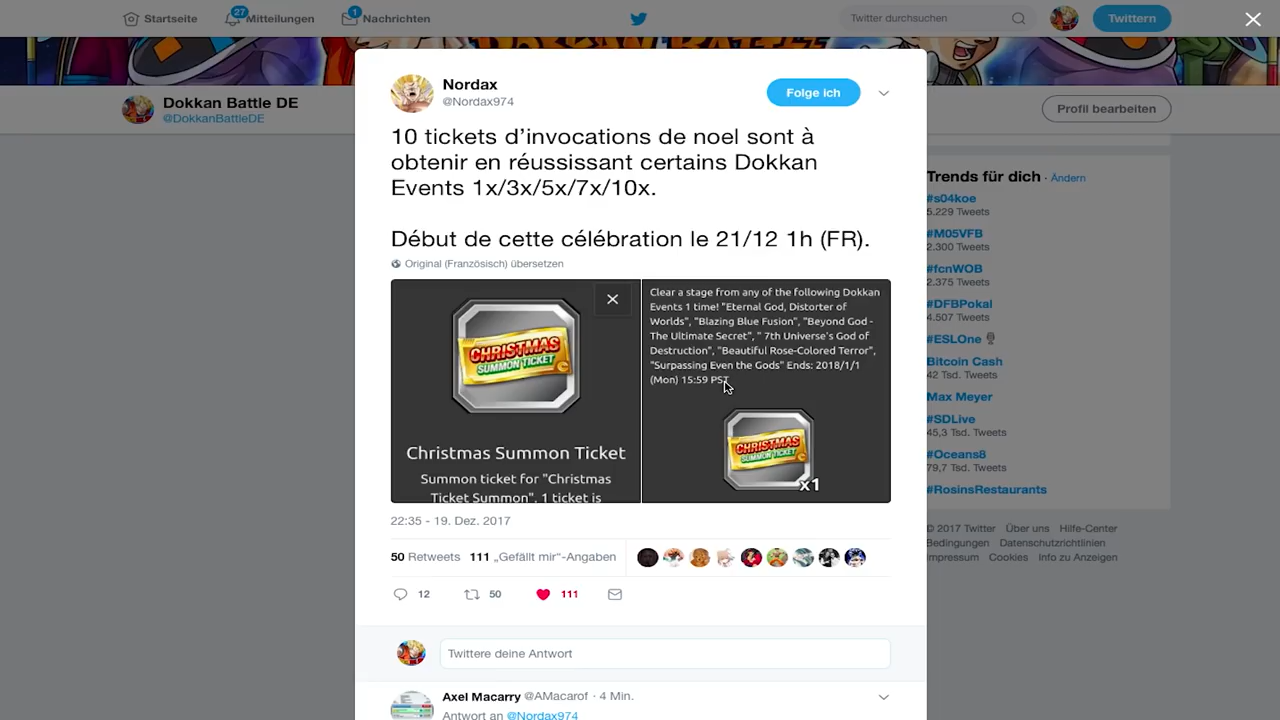 Startseite
27
Mitteilungen
1
Nachrichten
Twitter durchsuchen
Twittern
Dokkan Battle DE
@DokkanBattleDE
Profil bearbeiten
Nordax
@Nordax974
Folge ich
10 tickets d’invocations de noel sont à
obtenir en réussissant certains Dokkan
Events 1x/3x/5x/7x/10x.
Début de cette célébration le 21/12 1h (FR).
Original (Französisch) übersetzen
CHRISTMAS
SUMMON TICKET
Christmas Summon Ticket
Summon ticket for "Christmas
Ticket Summon". 1 ticket is
Clear a stage from any of the following Dokkan
Events 1 time! "Eternal God, Distorter of
Worlds", "Blazing Blue Fusion", "Beyond God -
The Ultimate Secret", " 7th Universe's God of
Destruction", "Beautiful Rose-Colored Terror",
"Surpassing Even the Gods" Ends: 2018/1/1
(Mon) 15:59 PST
CHRISTMAS
SUMMON TICKET
x1
22:35 - 19. Dez. 2017
50 Retweets 111 „Gefällt mir“-Angaben
12 50 111
Twittere deine Antwort
Axel Macarry @AMacarof · 4 Min.
Antwort an @Nordax974
Trends für dich · Ändern
#s04koe
5.229 Tweets
#M05VFB
2.300 Tweets
#fcnWOB
2.375 Tweets
#DFBPokal
4.507 Tweets
#ESLOne
Bitcoin Cash
42 Tsd. Tweets
Max Meyer
#SDLive
45,3 Tsd. Tweets
#Oceans8
79,7 Tsd. Tweets
#RosinsRestaurants
© 2017 Twitter Über uns Hilfe-Center
Bedingungen Datenschutzrichtlinien
Impressum Cookies Info zu Anzeigen